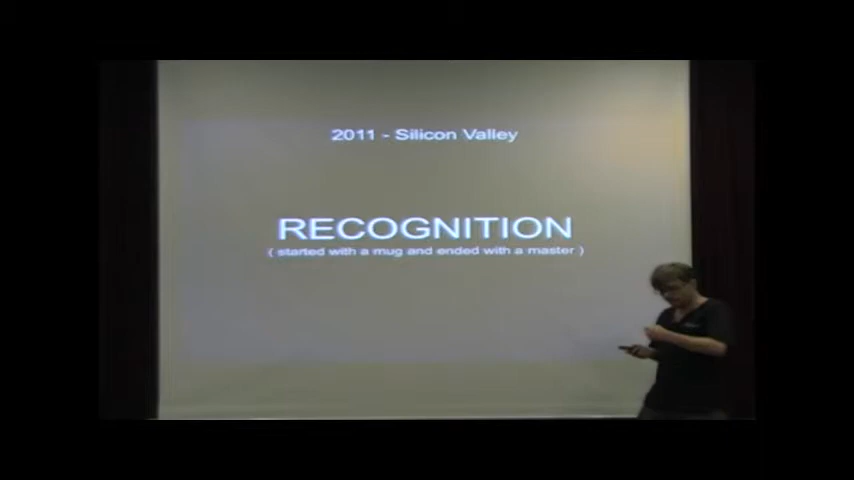 2011 - Silicon Valley
RECOGNITION
( started with a mug and ended with a master )